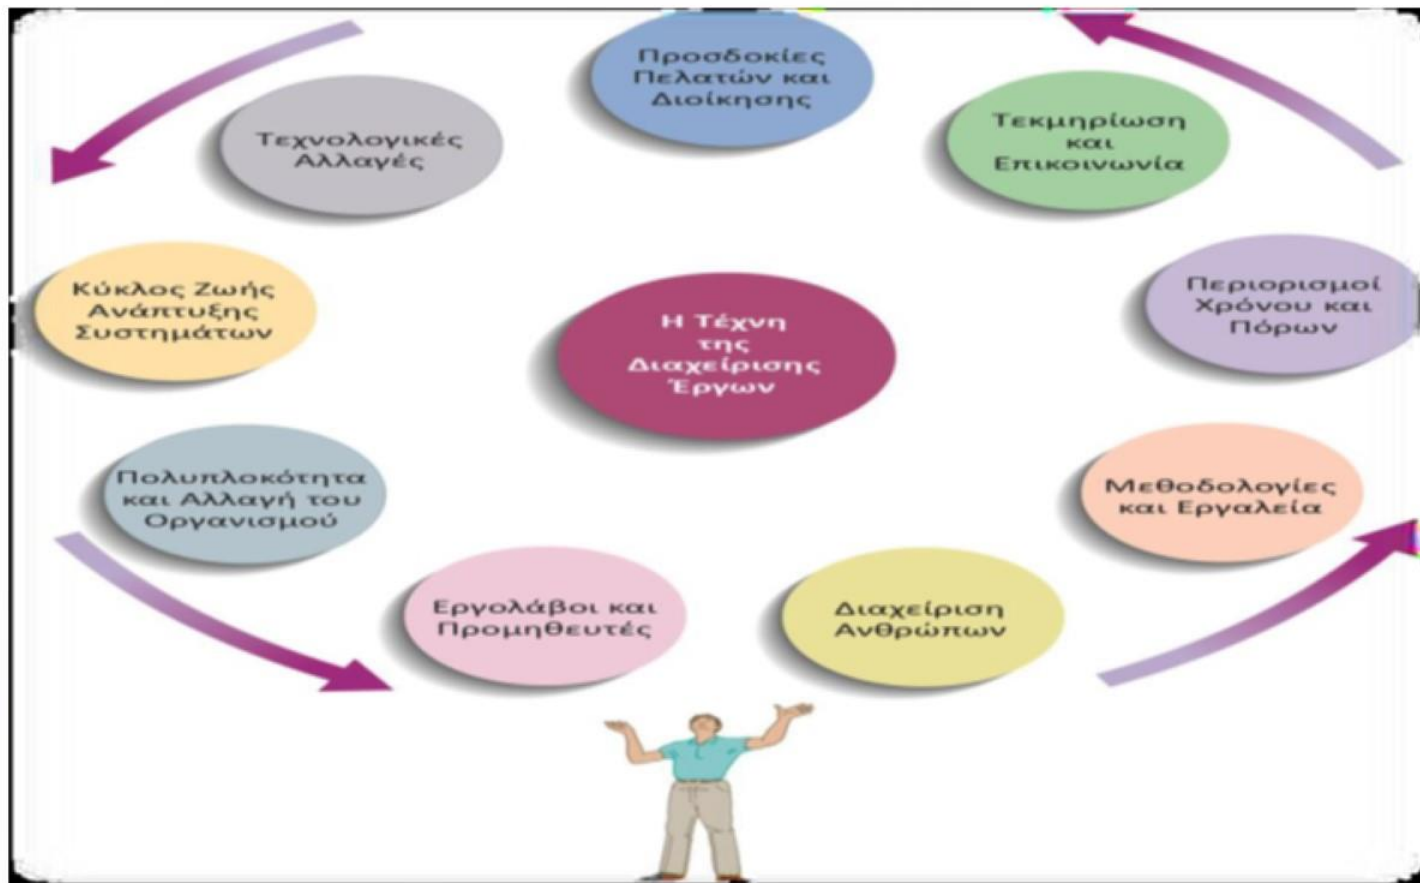 Προσδοκίες
Πελατών και
Διοίκησης
Τεχνολογικές
Αλλαγές
Τεκμηρίωση
και
Επικοινωνία
Κύκλος Ζωής
Ανάπτυξης
Συστημάτων
Η Τέχνη
της
Διαχείρισης
Έργων
Περιορισμοί
Χρόνου και
Πόρων
Πολυπλοκότητα
και Αλλαγή του
Οργανισμού
Μεθοδολογίες
και Εργαλεία
Εργολάβοι και
Προμηθευτές
Διαχείριση
Ανθρώπων